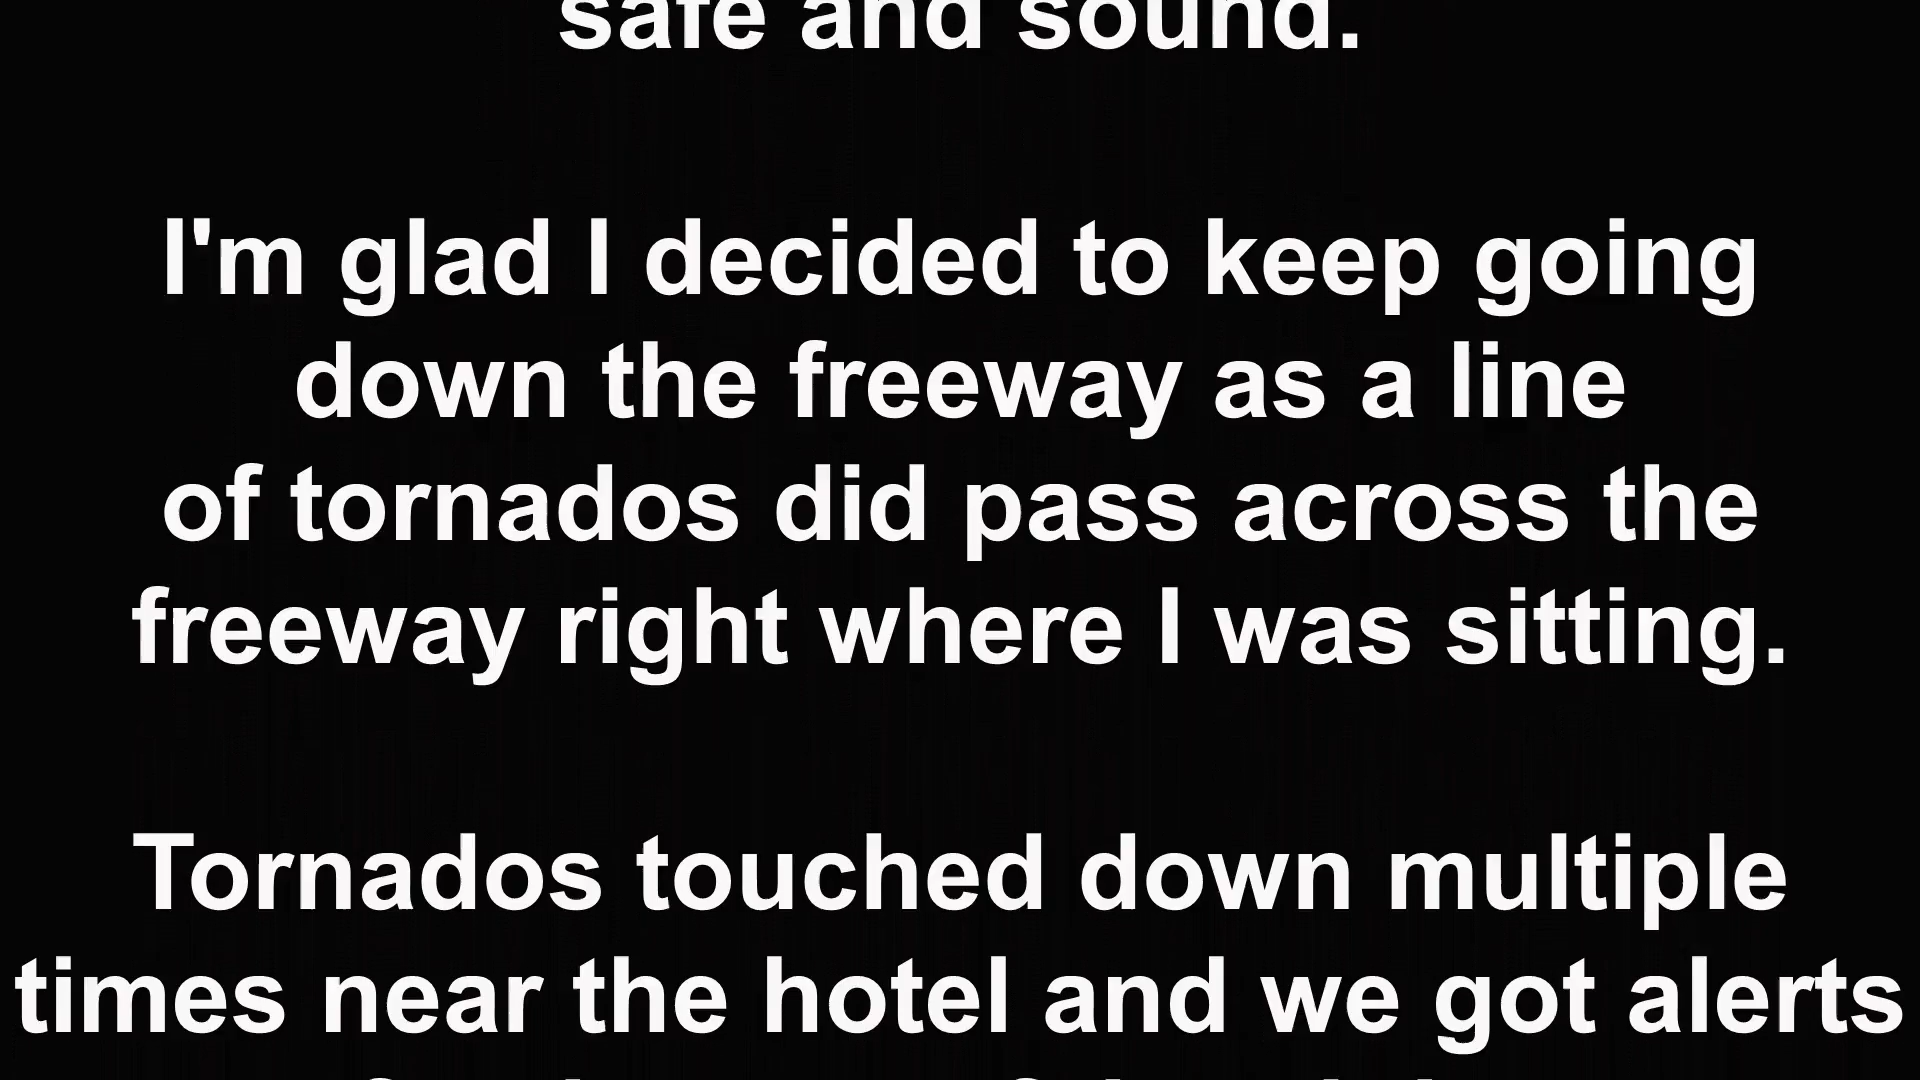 safe and sound.
I'm glad I decided to keep going
down the freeway as a line
of tornados did pass across the
freeway right where I was sitting.
Tornados touched down multiple
times near the hotel and we got alerts